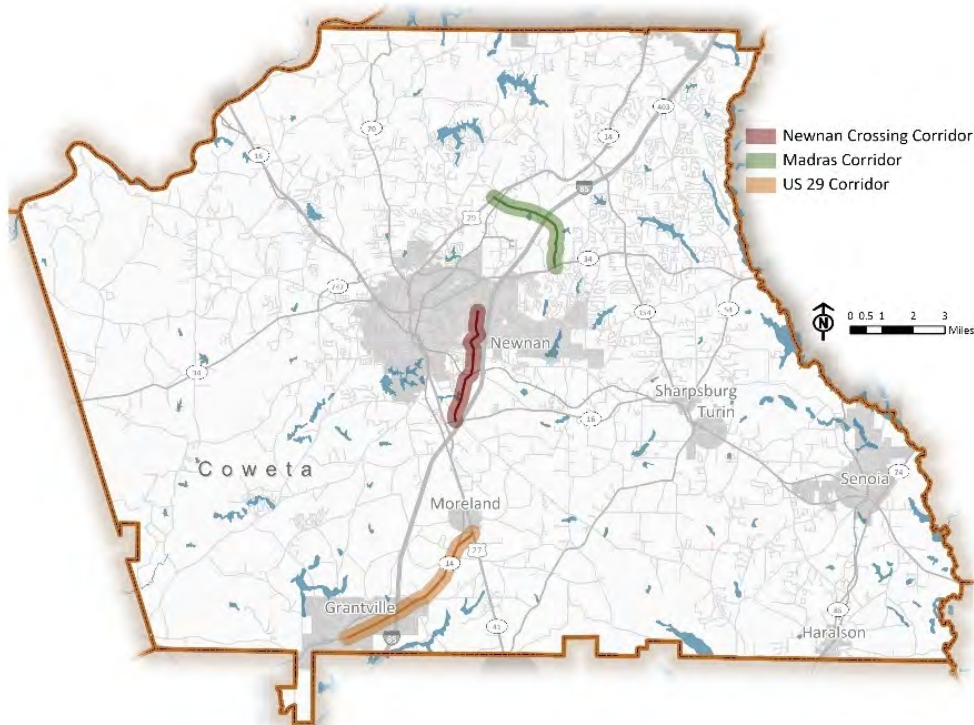 Newnan Crossing Corridor
Madras Corridor
US 29 Corridor
N
0 0.5 1 2 3
Miles
403
14
70
16
85
29
34
34
154
54
Newnan
Sharpsburg
Turin
16
Coweta
Senoia
74
Moreland
27
14
Grantville
85
41
Haralson